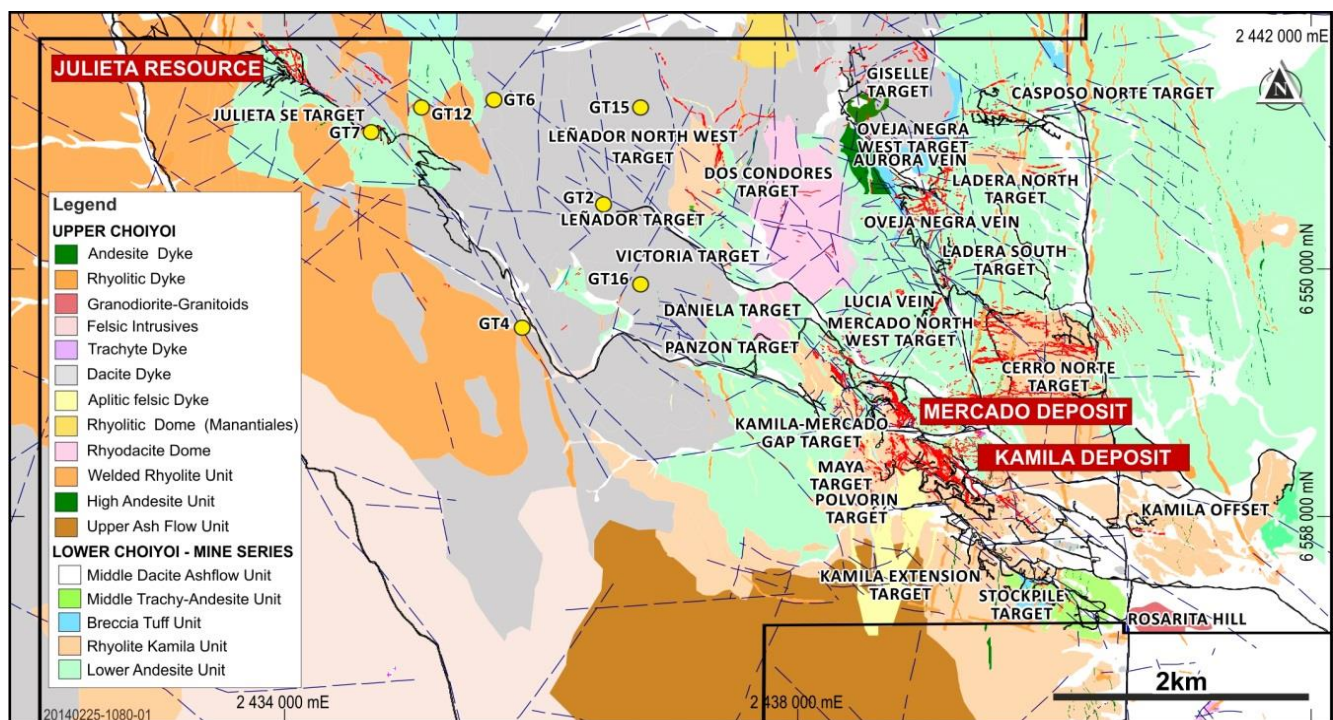 2 442 000 mE
JULIETA RESOURCE
GISELLE
TARGET
CASPOSO NORTE TARGET
N
GT6
GT12
GT15
JULIETA SE TARGET
GT7
LEÑADOR NORTH WEST
TARGET
OVEJA NEGRA
WEST TARGET
AURORA VEIN
DOS CONDORES
TARGET
LADERA NORTH
TARGET
GT2
LEÑADOR TARGET
OVEJA NEGRA VEIN
VICTORIA TARGET
LADERA SOUTH
TARGET
6 550 000 mN
GT16
DANIELA TARGET
LUCIA VEIN
MERCADO NORTH
WEST TARGET
GT4
PANZON TARGET
CERRO NORTE
TARGET
MERCADO DEPOSIT
KAMILA-MERCADO
GAP TARGET
KAMILA DEPOSIT
MAYA
TARGET
POLVORIN
TARGET
KAMILA OFFSET
6 558 000 mN
KAMILA EXTENSION
TARGET
STOCKPILE
TARGET
ROSARITA HILL
2km
2 434 000 mE
2 438 000 mE
20140225-1080-01
Legend
UPPER CHOIYOI
Andesite Dyke
Rhyolitic Dyke
Granodiorite-Granitoids
Felsic Intrusives
Trachyte Dyke
Dacite Dyke
Aplitic felsic Dyke
Rhyolitic Dome (Manantiales)
Rhyodacite Dome
Welded Rhyolite Unit
High Andesite Unit
Upper Ash Flow Unit
LOWER CHOIYOI - MINE SERIES
Middle Dacite Ashflow Unit
Middle Trachy-Andesite Unit
Breccia Tuff Unit
Rhyolite Kamila Unit
Lower Andesite Unit